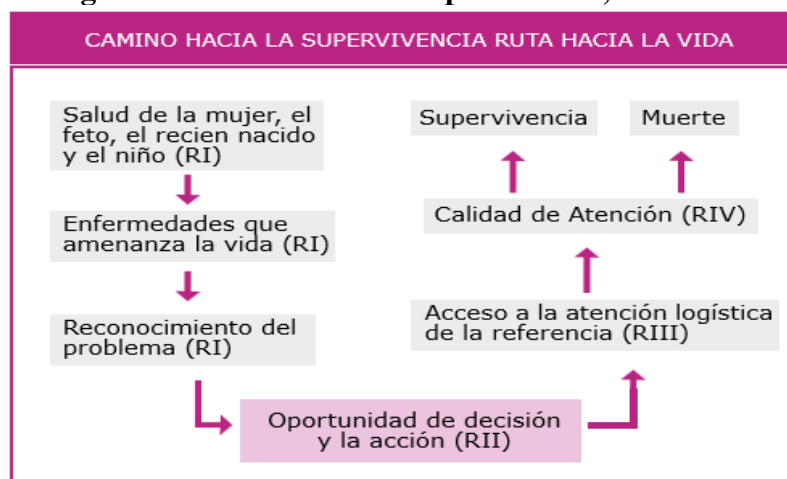 CAMINO HACIA LA SUPERVIVENCIA RUTA HACIA LA VIDA
Salud de la mujer, el
feto, el recien nacido
y el niño (RI)
Enfermedades que
amenanza la vida (RI)
Reconocimiento del
problema (RI)
Oportunidad de decisión
y la acción (RII)
Acceso a la atención logística
de la referencia (RIII)
Calidad de Atención (RIV)
Supervivencia
Muerte